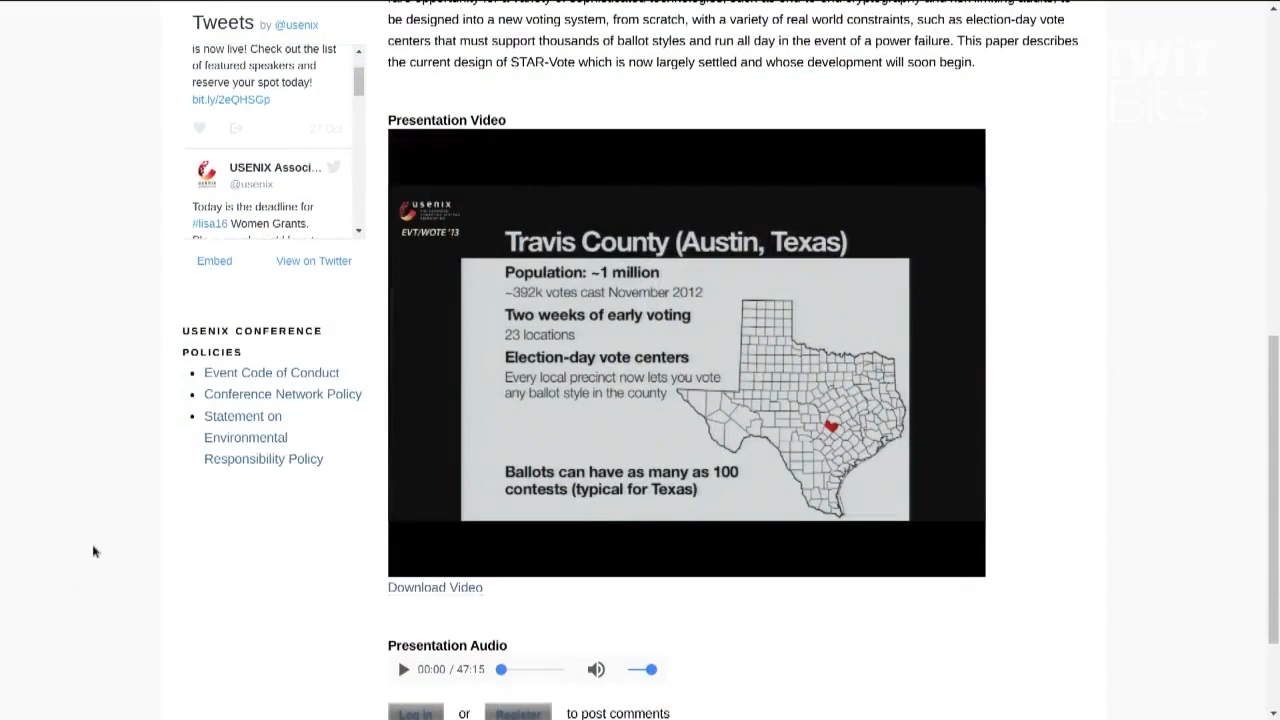 Tweets by @usenix
is now live! Check out the list
of featured speakers and
reserve your spot today!
bit.ly/2eQHSGp
27 Oct
USENIX Associ...
@usenix
Today is the deadline for
#lisa16 Women Grants.
Embed View on Twitter
USENIX CONFERENCE
POLICIES
Event Code of Conduct
Conference Network Policy
Statement on
Environmental
Responsibility Policy
to be designed into a new voting system, from scratch, with a variety of real world constraints, such as election-day vote
centers that must support thousands of ballot styles and run all day in the event of a power failure. This paper describes
the current design of STAR-Vote which is now largely settled and whose development will soon begin.
Presentation Video
usenix
EVT/WOTE '13
Travis County (Austin, Texas)
Population: ~1 million
~392k votes cast November 2012
Two weeks of early voting
23 locations
Election-day vote centers
Every local precinct now lets you vote
any ballot style in the county
Ballots can have as many as 100
contests (typical for Texas)
Download Video
Presentation Audio
00:00 / 47:15
Log in or Register to post comments
TWiT
Bits